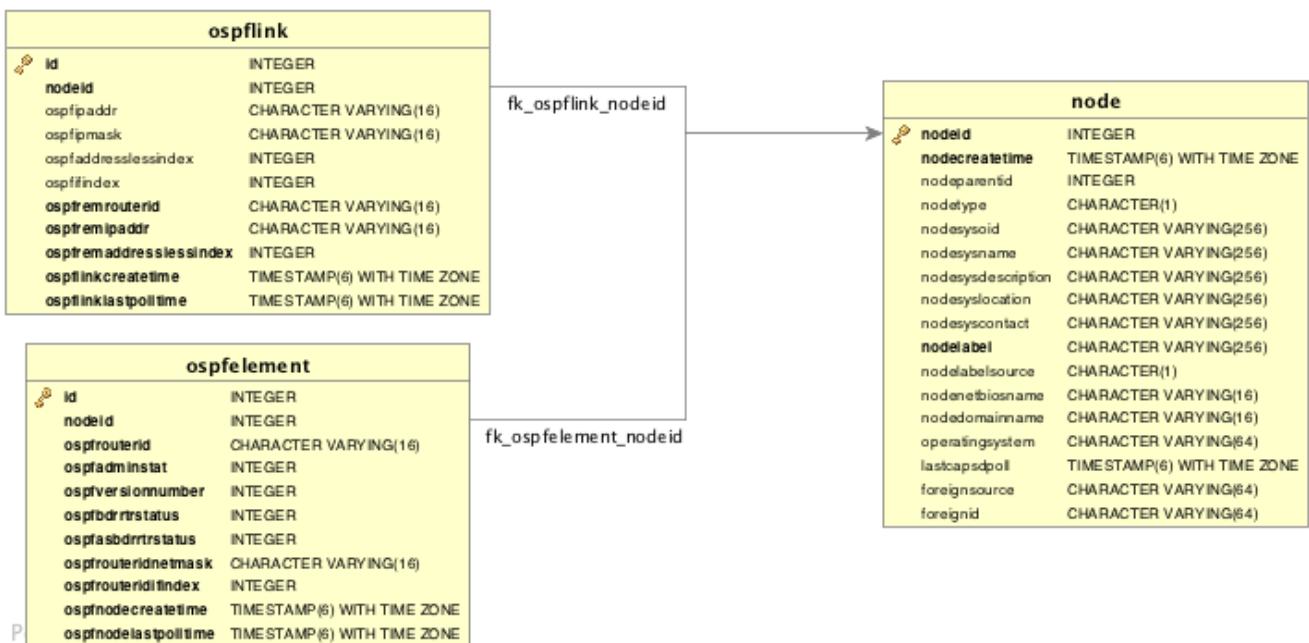 ospflink
id INTEGER
nodeid INTEGER
ospfipaddr CHARACTER VARYING(16)
ospfipmask CHARACTER VARYING(16)
ospfaddresslessindex INTEGER
ospfifindex INTEGER
ospfremrouterid CHARACTER VARYING(16)
ospfremipaddr CHARACTER VARYING(16)
ospfremaddresslessindex INTEGER
ospflinkcreatetime TIMESTAMP(6) WITH TIME ZONE
ospflinklastpolltime TIMESTAMP(6) WITH TIME ZONE
fk_ospflink_nodeid
ospfelement
id INTEGER
nodeid INTEGER
ospfrouterid CHARACTER VARYING(16)
ospfadminstat INTEGER
ospfversionnumber INTEGER
ospfbdrrtrstatus INTEGER
ospfasbdrrtrstatus INTEGER
ospfrouteridnetmask CHARACTER VARYING(16)
ospfrouteridifindex INTEGER
ospfnodecreatetime TIMESTAMP(6) WITH TIME ZONE
ospfnodelastpolltime TIMESTAMP(6) WITH TIME ZONE
fk_ospfelement_nodeid
node
nodeid INTEGER
nodecreatetime TIMESTAMP(6) WITH TIME ZONE
nodeparentid INTEGER
nodetype CHARACTER(1)
nodesysoid CHARACTER VARYING(256)
nodesysname CHARACTER VARYING(256)
nodesysdescription CHARACTER VARYING(256)
nodesyslocation CHARACTER VARYING(256)
nodesyscontact CHARACTER VARYING(256)
nodelabel CHARACTER VARYING(256)
nodelabelsource CHARACTER(1)
nodenetbiosname CHARACTER VARYING(16)
nodedomainname CHARACTER VARYING(16)
operatingsystem CHARACTER VARYING(64)
lastcapsdpoll TIMESTAMP(6) WITH TIME ZONE
foreignsource CHARACTER VARYING(64)
foreignid CHARACTER VARYING(64)